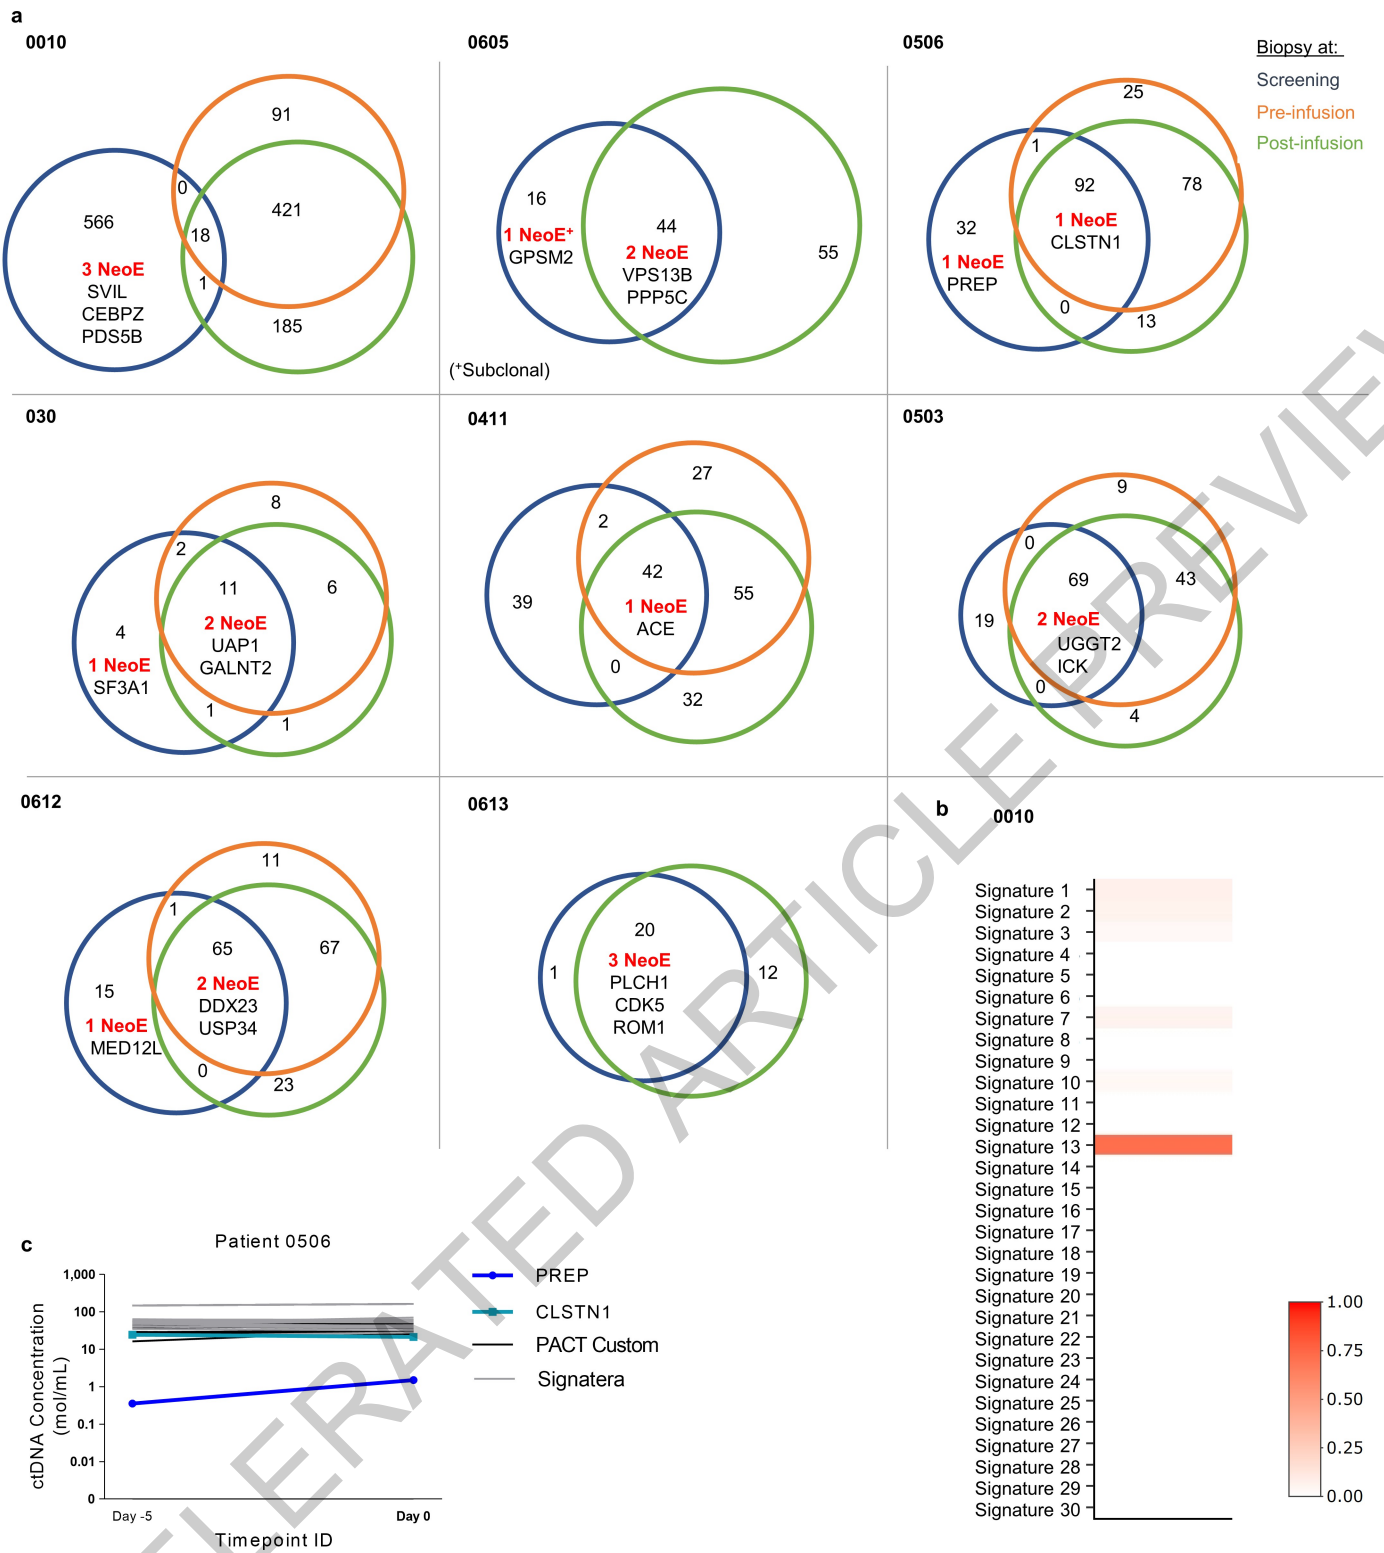 a
0010
91
0
421
566
18
3 NeoE
SVIL
CEBPZ
PDS5B
1
185
0605
16
1 NeoE+
GPSM2
44
2 NeoE
VPS13B
PPP5C
55
(+Subclonal)
0506
25
1
92
78
1 NeoE
CLSTN1
32
1 NeoE
PREP
0
13
Biopsy at:
Screening
Pre-infusion
Post-infusion
030
8
2
11
6
2 NeoE
UAP1
GALNT2
4
1 NeoE
SF3A1
1
1
0411
27
2
42
55
39
1 NeoE
ACE
0
32
0503
9
0
69
43
19
2 NeoE
UGGT2
ICK
0
4
0612
11
1
65
67
2 NeoE
DDX23
USP34
15
1 NeoE
MED12L
0
23
0613
20
3 NeoE
PLCH1
CDK5
ROM1
1
12
b
0010
Signature 1
Signature 2
Signature 3
Signature 4
Signature 5
Signature 6
Signature 7
Signature 8
Signature 9
Signature 10
Signature 11
Signature 12
Signature 13
Signature 14
Signature 15
Signature 16
Signature 17
Signature 18
Signature 19
Signature 20
Signature 21
Signature 22
Signature 23
Signature 24
Signature 25
Signature 26
Signature 27
Signature 28
Signature 29
Signature 30
1.00
0.75
0.50
0.25
0.00
c
Patient 0506
ctDNA Concentration
(mol/mL)
1,000
100
10
1
0.1
0.01
0
Day -5
Day 0
Timepoint ID
PREP
CLSTN1
PACT Custom
Signatera
LERATED ARTICLE PREVIEW